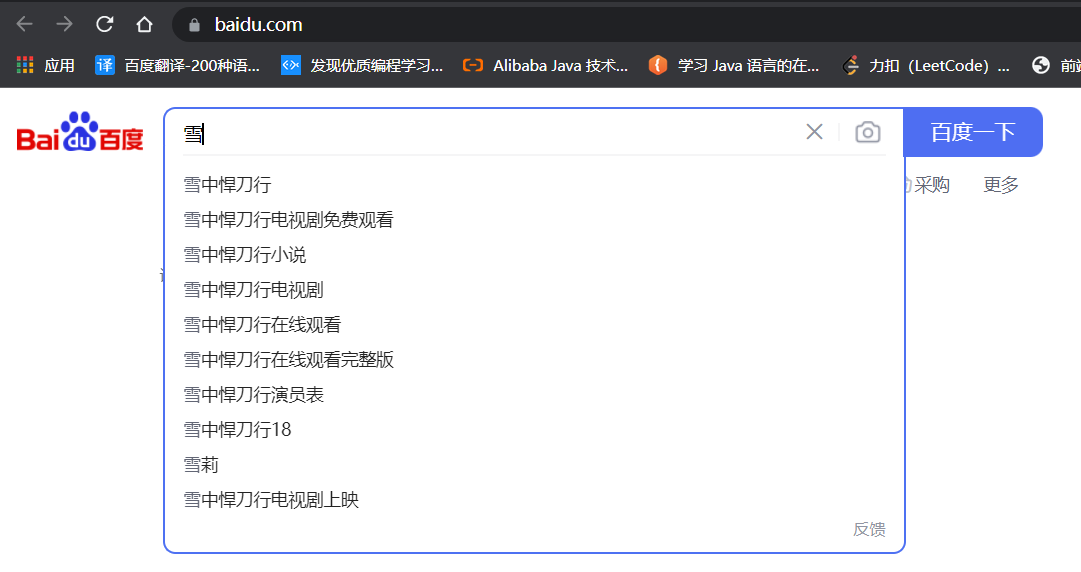 baidu.com
应用 译 百度翻译-200种语... 发现优质编程学习... Alibaba Java 技术... 学习 Java 语言的在... 力扣（LeetCode）... 前端
Bai du 百度 雪 百度一下
采购 更多
雪中悍刀行
雪中悍刀行电视剧免费观看
雪中悍刀行小说
雪中悍刀行电视剧
雪中悍刀行在线观看
雪中悍刀行在线观看完整版
雪中悍刀行演员表
雪中悍刀行18
雪莉
雪中悍刀行电视剧上映
反馈